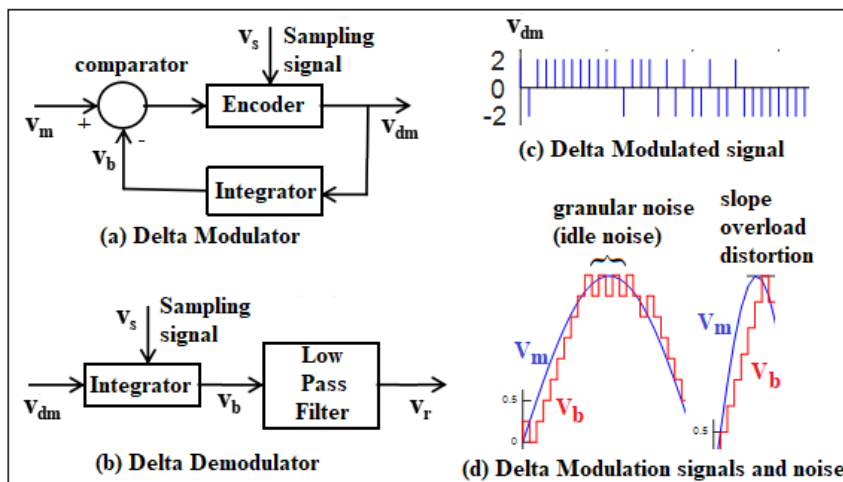 v_s Sampling signal
comparator
Encoder
v_m + - v_dm
v_b
Integrator
(a) Delta Modulator
v_s Sampling signal
Integrator
Low Pass Filter
v_dm v_b v_r
(b) Delta Demodulator
v_dm
2
0
-2
(c) Delta Modulated signal
granular noise
(idle noise)
slope
overload
distortion
V_m
V_b
0.5
0
V_m
V_b
0.5
(d) Delta Modulation signals and noise